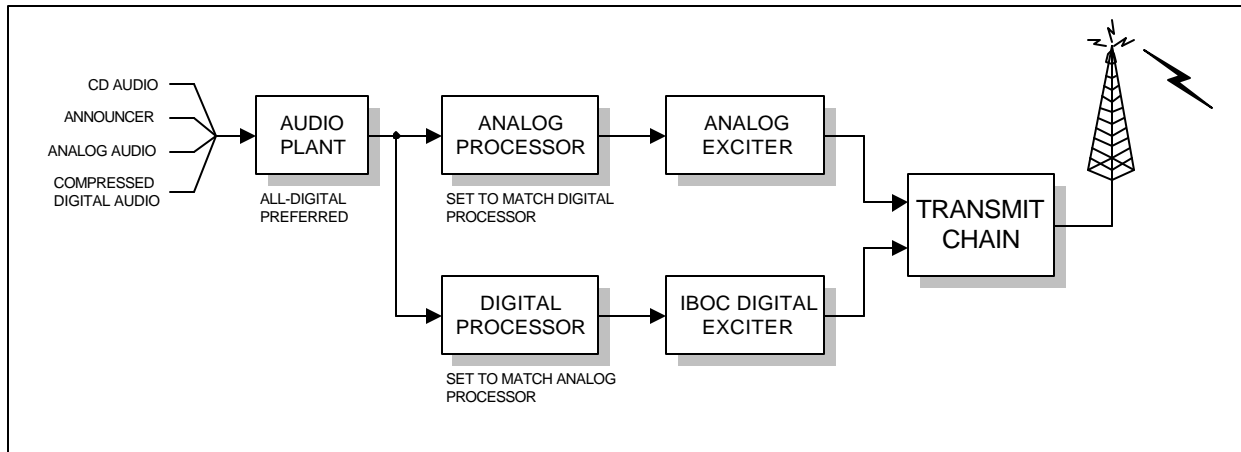 CD AUDIO
ANNOUNCER
ANALOG AUDIO
COMPRESSED
DIGITAL AUDIO
AUDIO
PLANT
ALL-DIGITAL
PREFERRED
ANALOG
PROCESSOR
SET TO MATCH DIGITAL
PROCESSOR
ANALOG
EXCITER
DIGITAL
PROCESSOR
SET TO MATCH ANALOG
PROCESSOR
IBOC DIGITAL
EXCITER
TRANSMIT
CHAIN